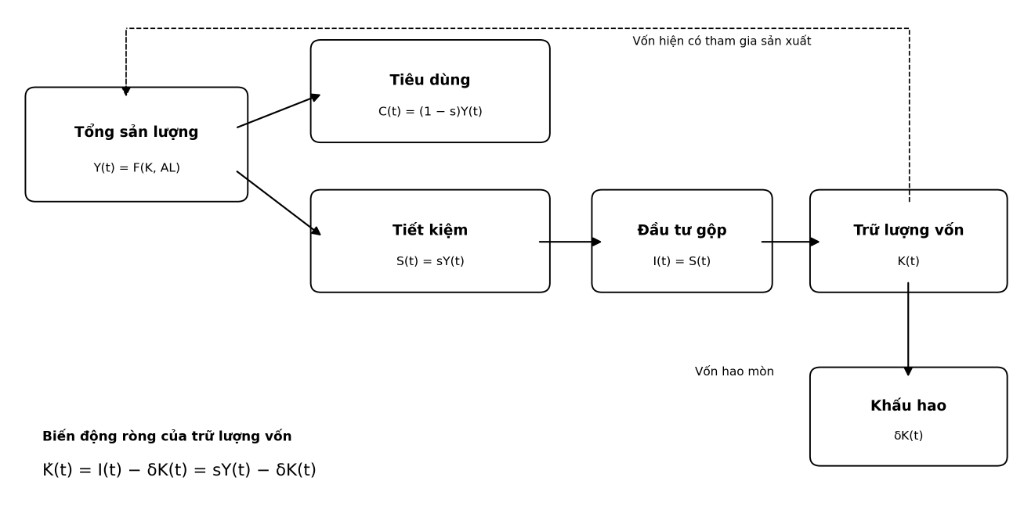 Vốn hiện có tham gia sản xuất
Tiêu dùng
C(t) = (1 − s)Y(t)
Tổng sản lượng
Y(t) = F(K, AL)
Tiết kiệm
S(t) = sY(t)
Đầu tư gộp
I(t) = S(t)
Trữ lượng vốn
K(t)
Vốn hao mòn
Khấu hao
δK(t)
Biến động ròng của trữ lượng vốn
K̇(t) = I(t) − δK(t) = sY(t) − δK(t)